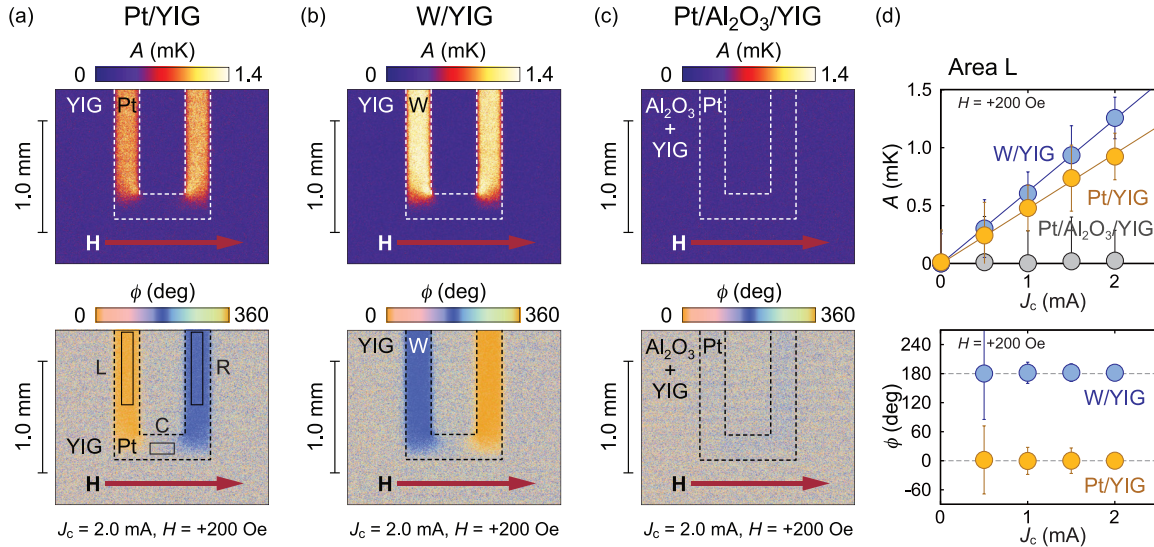 (a) Pt/YIG
A (mK)
0 1.4
YIG Pt
1.0 mm
H
ϕ (deg)
0 360
L R
C
YIG Pt
1.0 mm
H
Jc = 2.0 mA, H = +200 Oe
(b) W/YIG
A (mK)
0 1.4
YIG W
1.0 mm
H
ϕ (deg)
0 360
YIG W
1.0 mm
H
Jc = 2.0 mA, H = +200 Oe
(c) Pt/Al2O3/YIG
A (mK)
0 1.4
Al2O3 Pt
+
YIG
1.0 mm
H
ϕ (deg)
0 360
Al2O3 Pt
+
YIG
1.0 mm
H
Jc = 2.0 mA, H = +200 Oe
(d)
Area L
1.5
H = +200 Oe
W/YIG
1.0
A (mK)
Pt/YIG
0.5
Pt/Al2O3/YIG
0
0 1 2
Jc (mA)
240
H = +200 Oe
180
W/YIG
120
ϕ (deg)
60
0
Pt/YIG
-60
0 1 2
Jc (mA)